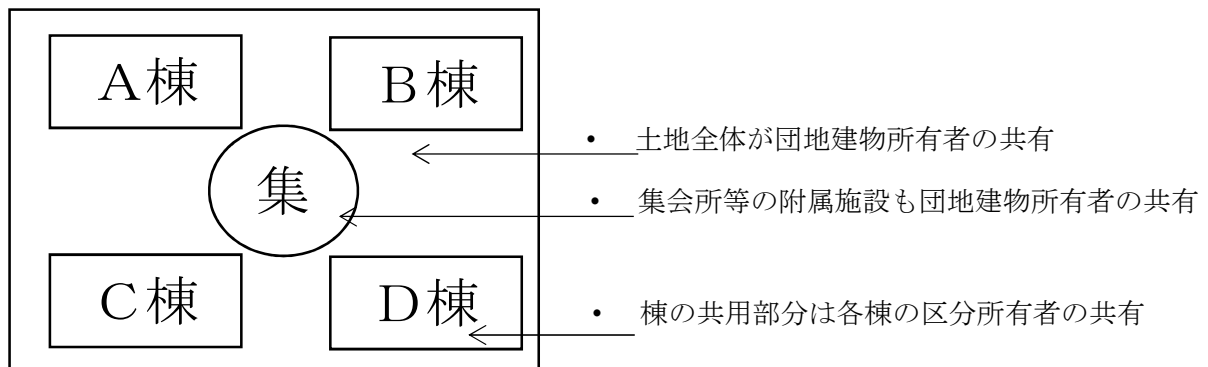 A棟
B棟
・ 土地全体が団地建物所有者の共有
集
・ 集会所等の附属施設も団地建物所有者の共有
C棟
D棟
・ 棟の共用部分は各棟の区分所有者の共有